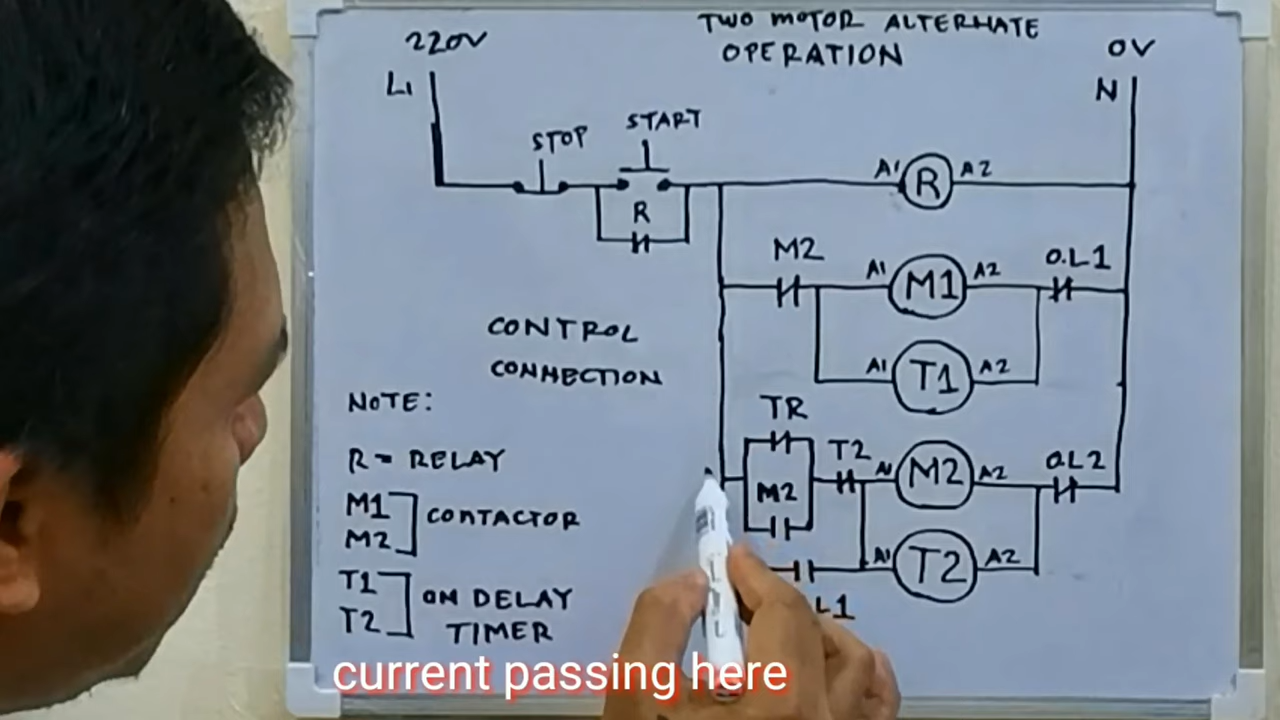 TWO MOTOR ALTERNATE
OPERATION
220V
0V
L1
N
STOP
START
A1
R
A2
R
M2
A1
M1
A2
O.L1
CONTROL
CONNECTION
A1
T1
A2
NOTE:
TR
R = RELAY
T2
A1
M2
A2
O.L2
M1
M2
CONTACTOR
M2
T1
T2
ON DELAY
TIMER
A1
T2
A2
L1
current passing here